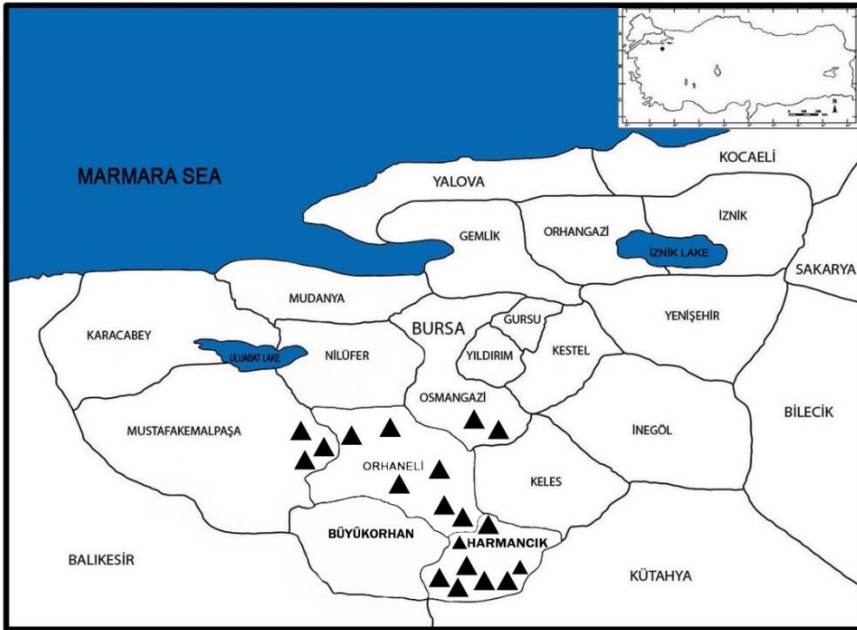 KOCAELİ
MARMARA SEA
YALOVA
İZNİK
GEMLİK
ORHANGAZİ
İZNİK LAKE
SAKARYA
MUDANYA
KARACABEY
BURSA
GURSU
YENİŞEHİR
ULUABAT LAKE
NİLÜFER
YILDIRIM
KESTEL
OSMANGAZİ
BİLECİK
MUSTAFAKEMALPAŞA
İNEGÖL
ORHANELİ
KELES
BÜYÜKORHAN
HARMANCIK
BALIKESİR
KÜTAHYA
N